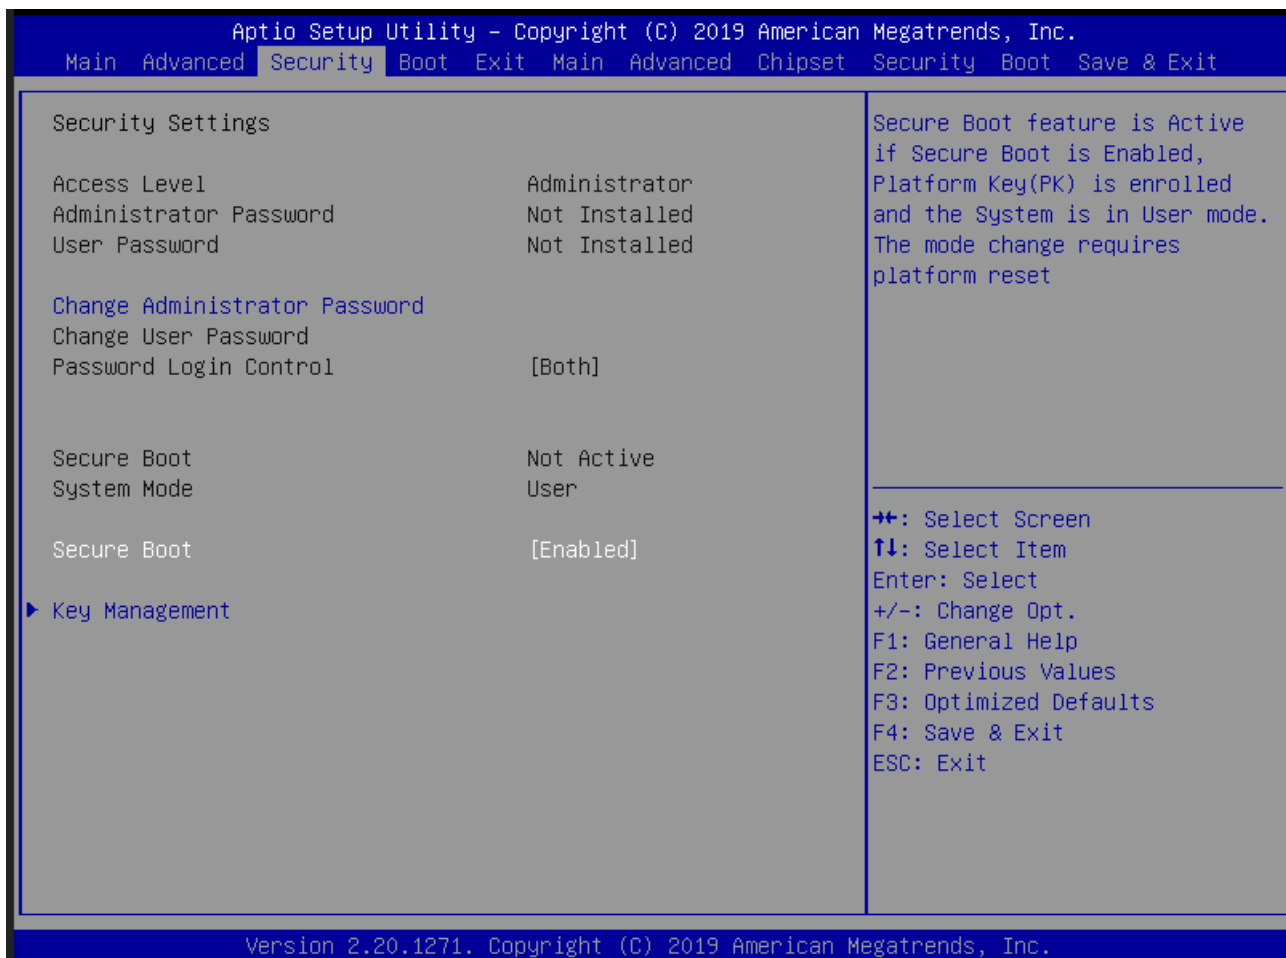 Aptio Setup Utility – Copyright (C) 2019 American Megatrends, Inc.
Main Advanced Security Boot Exit Main Advanced Chipset Security Boot Save & Exit
Security Settings
Access Level Administrator
Administrator Password Not Installed
User Password Not Installed
Change Administrator Password
Change User Password
Password Login Control [Both]
Secure Boot Not Active
System Mode User
Secure Boot [Enabled]
Key Management
Secure Boot feature is Active
if Secure Boot is Enabled,
Platform Key(PK) is enrolled
and the System is in User mode.
The mode change requires
platform reset
→←: Select Screen
↑↓: Select Item
Enter: Select
+/-: Change Opt.
F1: General Help
F2: Previous Values
F3: Optimized Defaults
F4: Save & Exit
ESC: Exit
Version 2.20.1271. Copyright (C) 2019 American Megatrends, Inc.